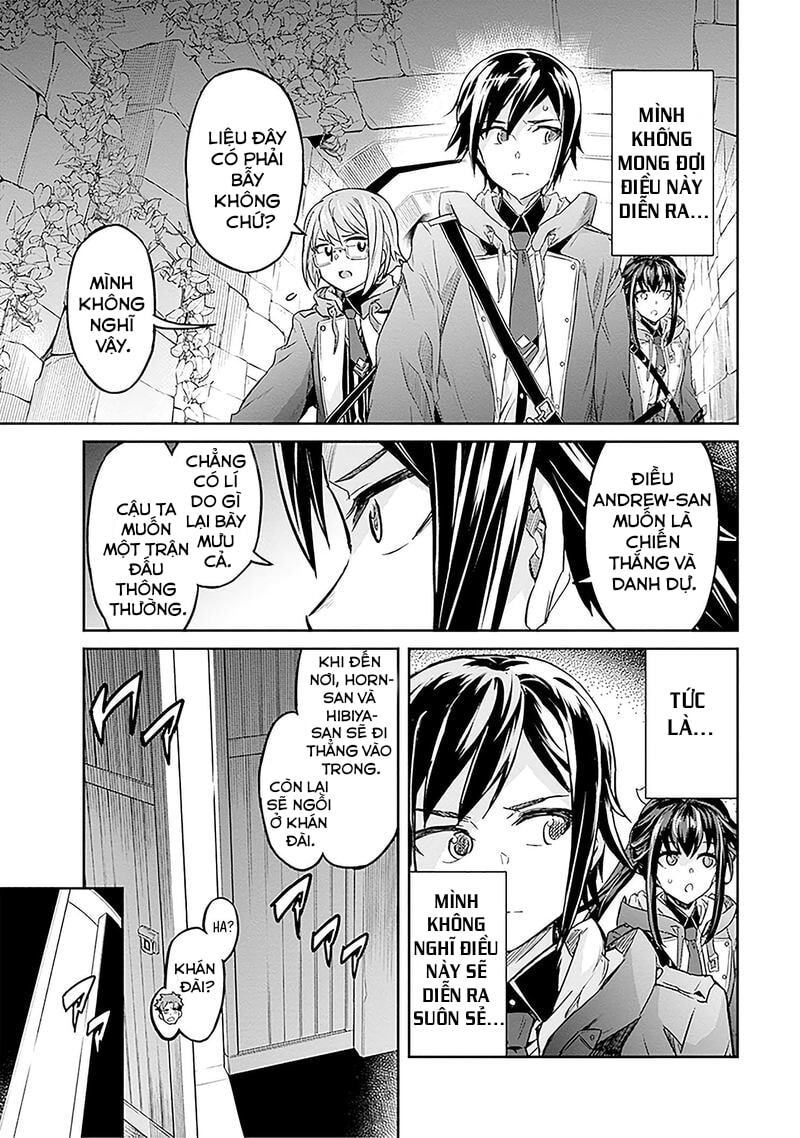 MÌNH
KHÔNG
MONG ĐỢI
ĐIỀU NÀY
DIỄN RA...
LIỆU ĐÂY
CÓ PHẢI
BẪY
KHÔNG
CHỨ?
MÌNH
KHÔNG
NGHĨ
VẬY.
ĐIỀU
ANDREW-SAN
MUỐN LÀ
CHIẾN
THẮNG VÀ
DANH DỰ.
CHẲNG
CÓ LÍ
DO GÌ
LẠI BÀY
MƯU
CẢ.
CẬU TA
MUỐN
MỘT TRẬN
ĐẤU
THÔNG
THƯỜNG.
TỨC
LÀ...
MÌNH
KHÔNG
NGHĨ ĐIỀU
NÀY SẼ
DIỄN RA
SUÔN SẺ...
KHI ĐẾN
NƠI, HORN-
SAN VÀ
HIBIYA-
SAN SẼ ĐI
THẲNG VÀO
TRONG.
CÒN LẠI
SẼ NGỒI
Ở KHÁN
ĐÀI.
HA?
KHÁN
ĐÀI?